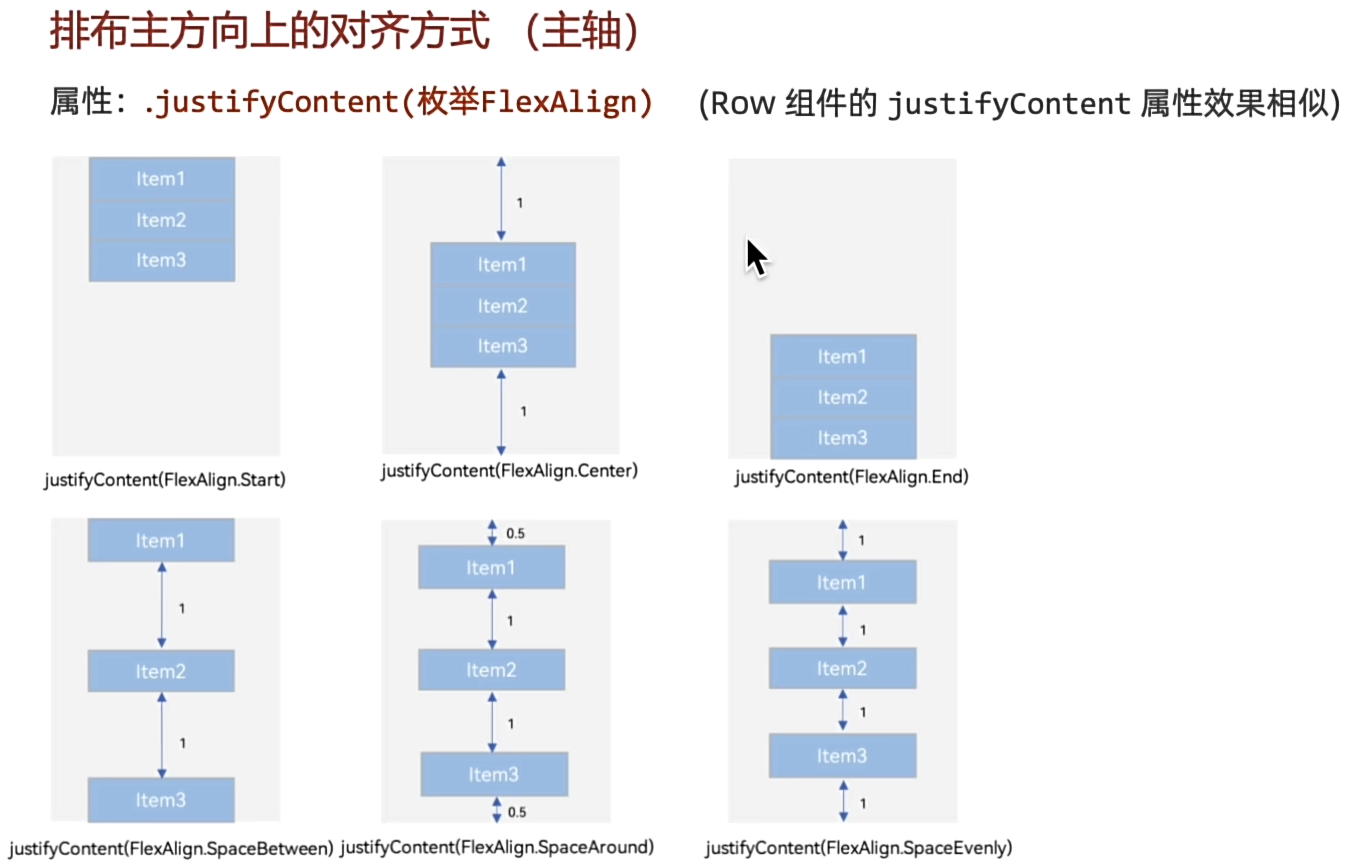 排布主方向上的对齐方式 （主轴）
属性：.justifyContent(枚举FlexAlign) (Row 组件的 justifyContent 属性效果相似)
Item1
Item2
Item3
justifyContent(FlexAlign.Start)
1
Item1
Item2
Item3
1
justifyContent(FlexAlign.Center)
Item1
Item2
Item3
justifyContent(FlexAlign.End)
Item1
1
Item2
1
Item3
justifyContent(FlexAlign.SpaceBetween)
0.5
Item1
1
Item2
1
Item3
0.5
justifyContent(FlexAlign.SpaceAround)
1
Item1
1
Item2
1
Item3
1
justifyContent(FlexAlign.SpaceEvenly)